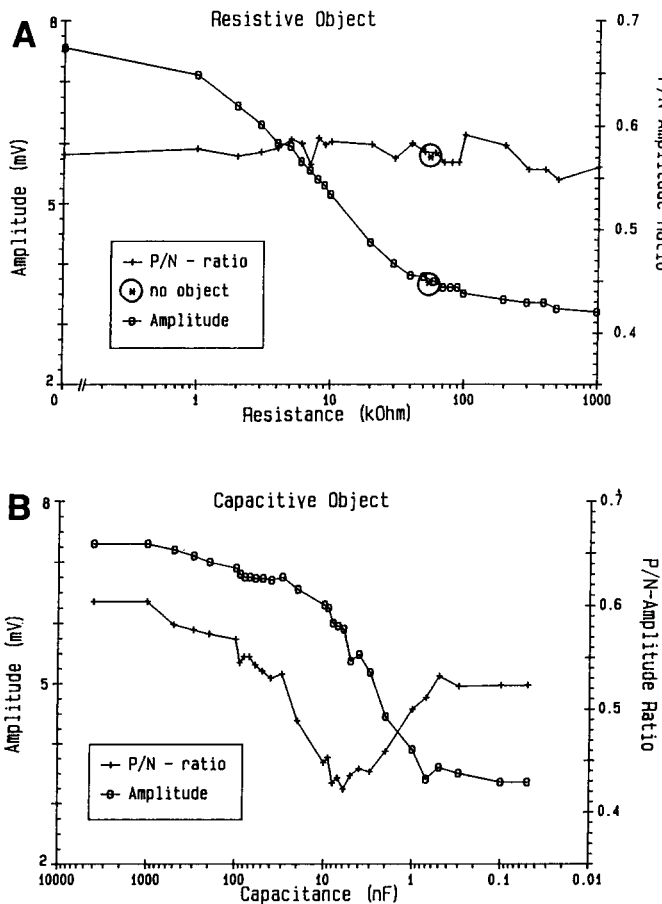 A
Resistive Object
8
0.7
0.6
Amplitude (mV)
5
0.5
P/N - ratio
no object
Amplitude
0.4
2
0
1
10
100
1000
Resistance (kOhm)
B
Capacitive Object
8
0.7
0.6
Amplitude (mV)
P/N-Amplitude Ratio
5
0.5
P/N - ratio
Amplitude
0.4
2
10000
1000
100
10
1
0.1
0.01
Capacitance (nF)